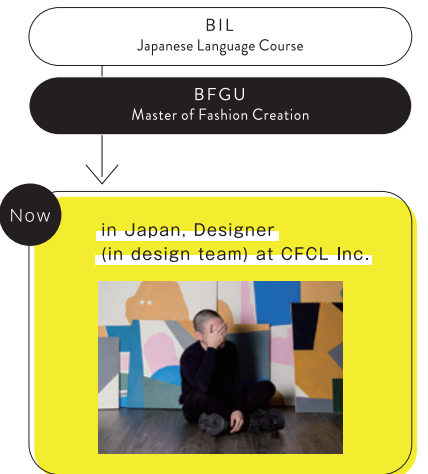 BIL
Japanese Language Course
BFGU
Master of Fashion Creation
Now
in Japan, Designer
(in design team) at CFCL Inc.